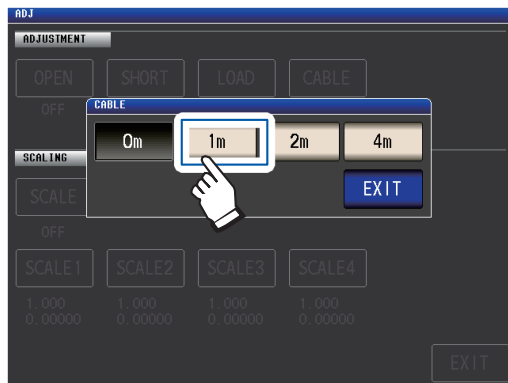 ADJ
ADJUSTMENT
OPEN SHORT LOAD CABLE
OFF
CABLE
0m 1m 2m 4m
EXIT
SCALING
SCALE
OFF
SCALE1 SCALE2 SCALE3 SCALE4
1.000 1.000 1.000 1.000
0.00000 0.00000 0.00000 0.00000
EXIT